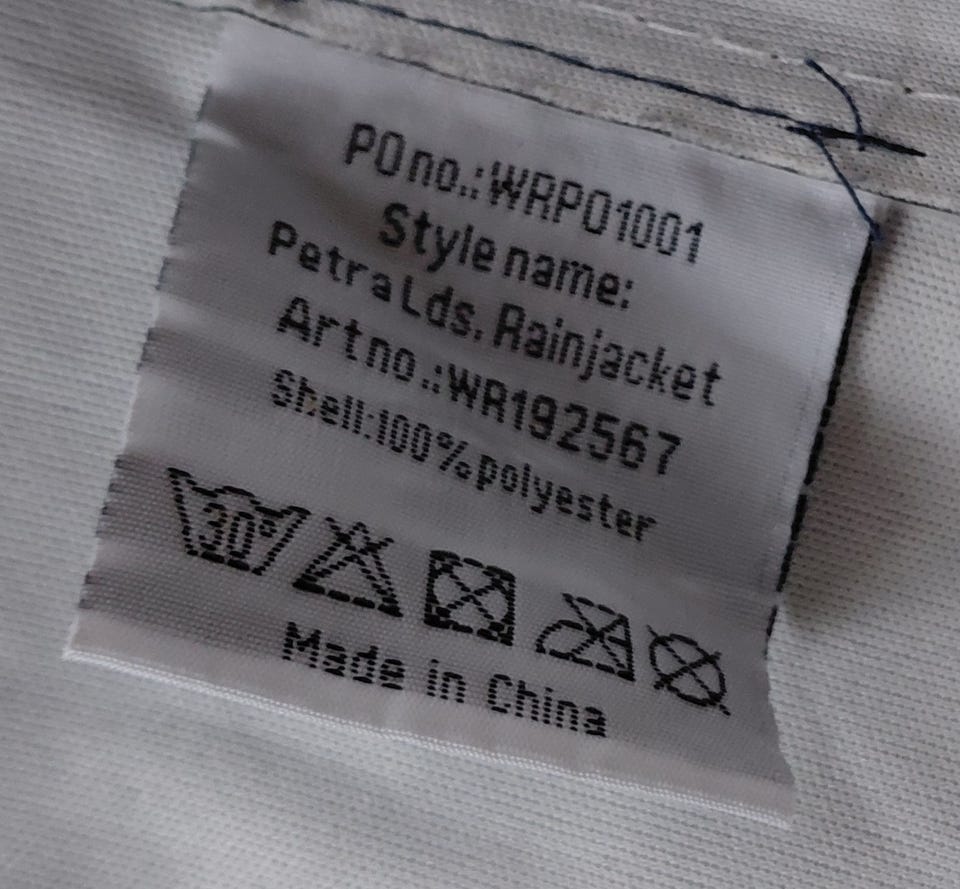 PO no.:WRPO1001
Style name:
Petra Lds. Rainjacket
Art no.:WR192567
Shell:100% polyester
30°
Made in China